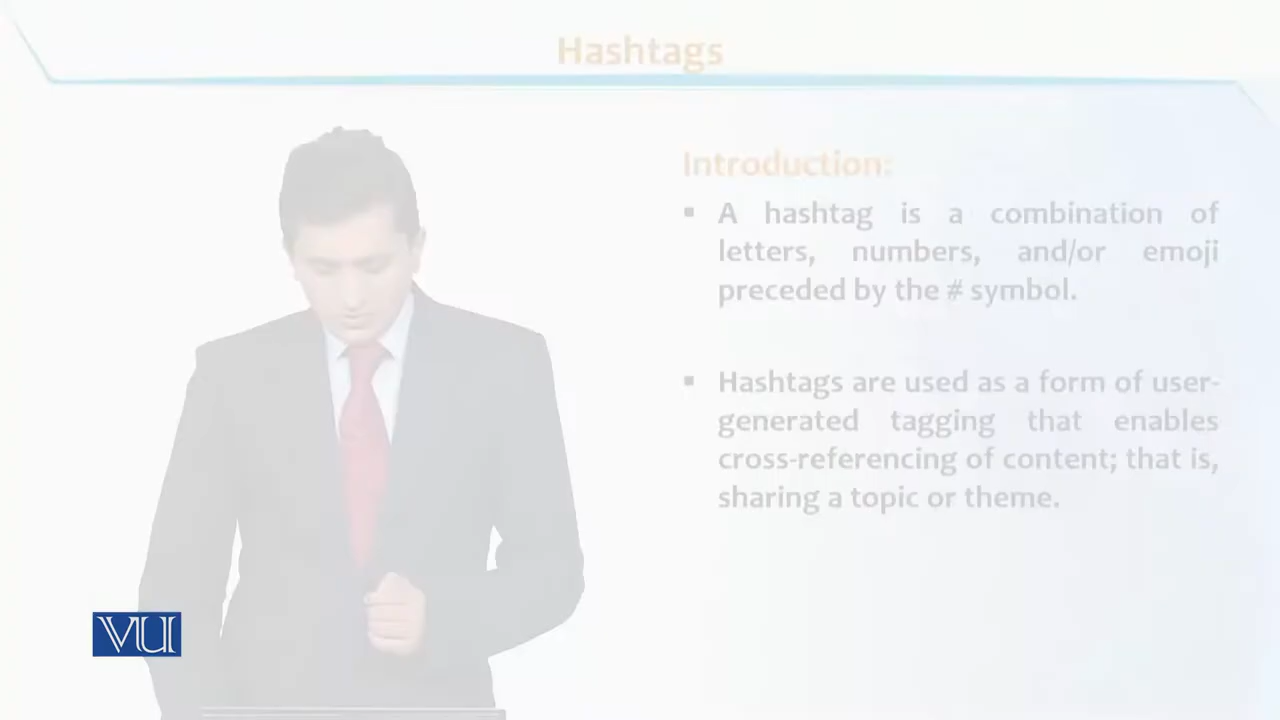 Hashtags
Introduction:
▪ A hashtag is a combination of
letters, numbers, and/or emoji
preceded by the # symbol.
▪ Hashtags are used as a form of user-
generated tagging that enables
cross-referencing of content; that is,
sharing a topic or theme.
VU